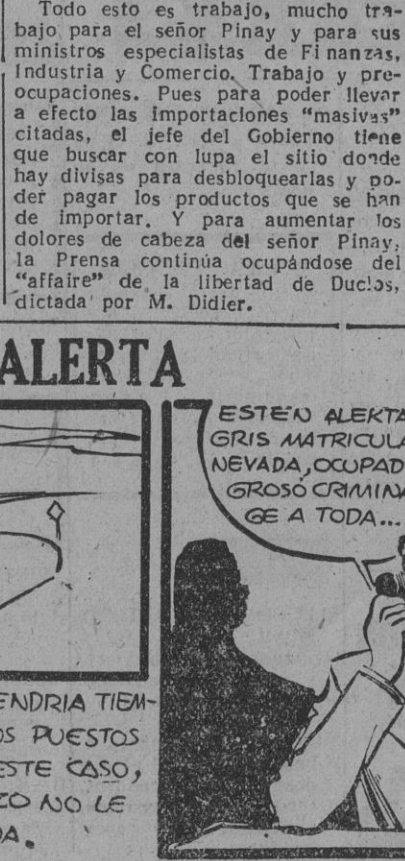 Todo esto es trabajo, mucho tra-
bajo para el señor Pinay y para sus
ministros especialistas de Finanzas,
Industria y Comercio. Trabajo y pre-
ocupaciones. Pues para poder llevar
a efecto las importaciones "masivas"
citadas, el jefe del Gobierno tiene
que buscar con lupa el sitio donde
hay divisas para desbloquearlas y po-
der pagar los productos que se han
de importar. Y para aumentar los
dolores de cabeza del señor Pinay,
la Prensa continúa ocupándose del
"affaire" de la libertad de Duclos,
dictada por M. Didier.
ALERTA
ENDRIA TIEM-
OS PUESTOS
ESTE CASO,
ZO NO LE
DA.
ESTEN ALERTA
GRIS MATRICULA
NEVADA, OCUPAD
GROSO CRIMINA
GE A TODA...